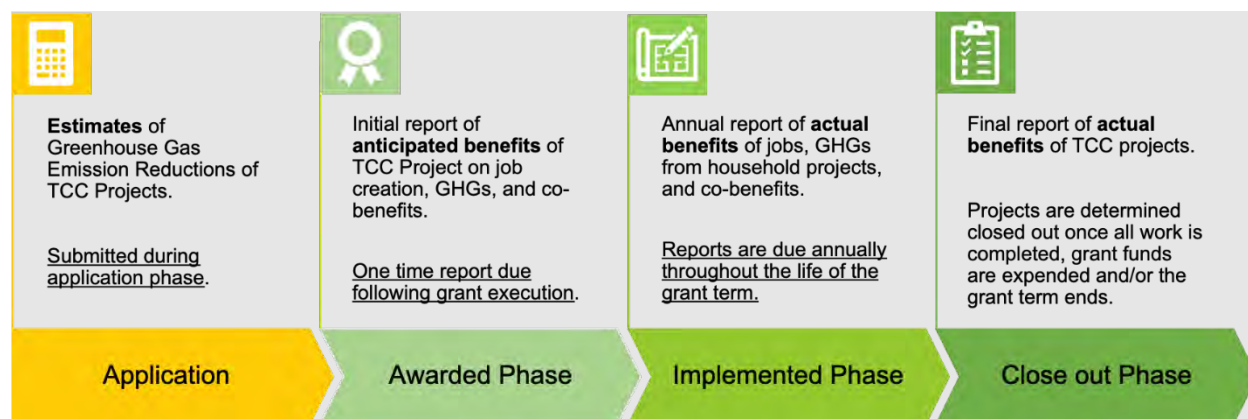 Estimates of
Greenhouse Gas
Emission Reductions of
TCC Projects.
Submitted during
application phase.
Application
Initial report of
anticipated benefits of
TCC Project on job
creation, GHGs, and co-
benefits.
One time report due
following grant execution.
Awarded Phase
Annual report of actual
benefits of jobs, GHGs
from household projects,
and co-benefits.
Reports are due annually
throughout the life of the
grant term.
Implemented Phase
Final report of actual
benefits of TCC projects.
Projects are determined
closed out once all work is
completed, grant funds
are expended and/or the
grant term ends.
Close out Phase